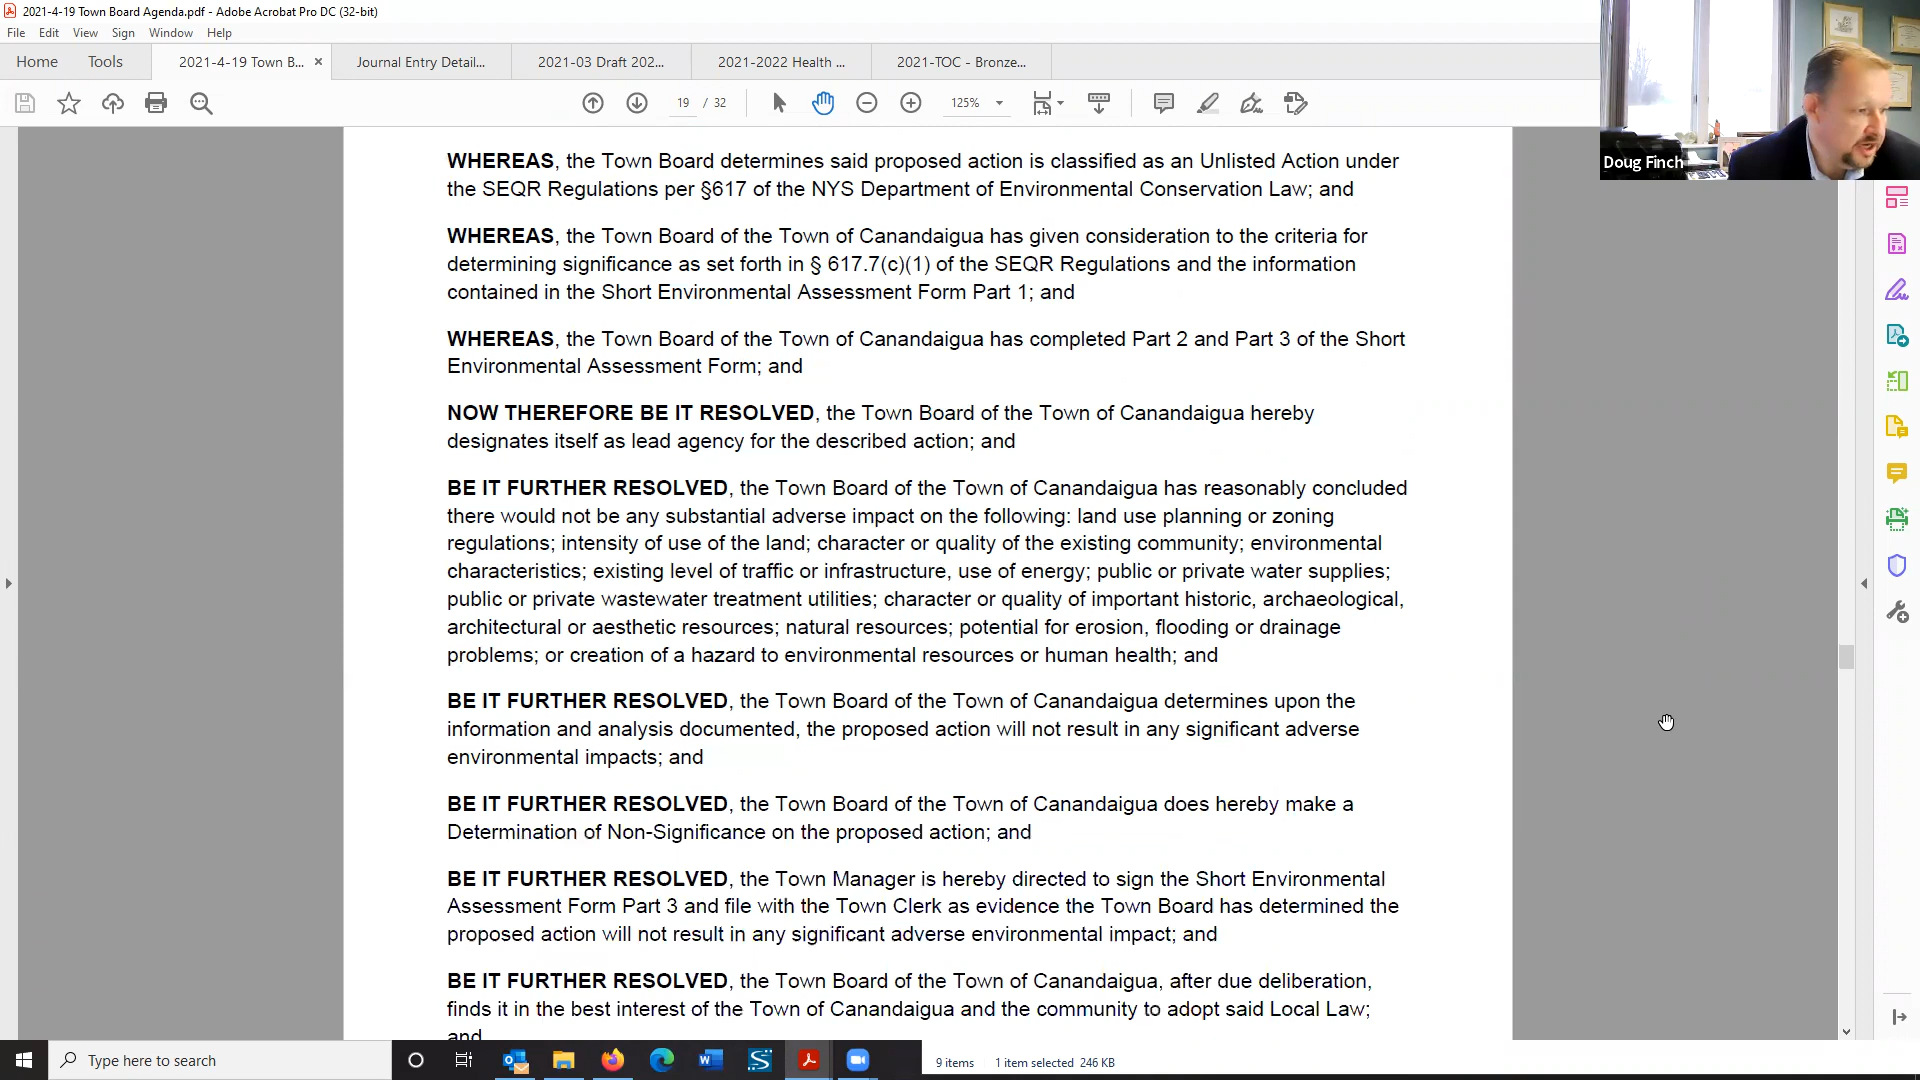 2021-4-19 Town Board Agenda.pdf - Adobe Acrobat Pro DC (32-bit)
File Edit View Sign Window Help
Home Tools 2021-4-19 Town B... × Journal Entry Detail... 2021-03 Draft 202... 2021-2022 Health ... 2021-TOC - Bronze...
19 / 32 125%
Doug Finch
WHEREAS, the Town Board determines said proposed action is classified as an Unlisted Action under
the SEQR Regulations per §617 of the NYS Department of Environmental Conservation Law; and
WHEREAS, the Town Board of the Town of Canandaigua has given consideration to the criteria for
determining significance as set forth in § 617.7(c)(1) of the SEQR Regulations and the information
contained in the Short Environmental Assessment Form Part 1; and
WHEREAS, the Town Board of the Town of Canandaigua has completed Part 2 and Part 3 of the Short
Environmental Assessment Form; and
NOW THEREFORE BE IT RESOLVED, the Town Board of the Town of Canandaigua hereby
designates itself as lead agency for the described action; and
BE IT FURTHER RESOLVED, the Town Board of the Town of Canandaigua has reasonably concluded
there would not be any substantial adverse impact on the following: land use planning or zoning
regulations; intensity of use of the land; character or quality of the existing community; environmental
characteristics; existing level of traffic or infrastructure, use of energy; public or private water supplies;
public or private wastewater treatment utilities; character or quality of important historic, archaeological,
architectural or aesthetic resources; natural resources; potential for erosion, flooding or drainage
problems; or creation of a hazard to environmental resources or human health; and
BE IT FURTHER RESOLVED, the Town Board of the Town of Canandaigua determines upon the
information and analysis documented, the proposed action will not result in any significant adverse
environmental impacts; and
BE IT FURTHER RESOLVED, the Town Board of the Town of Canandaigua does hereby make a
Determination of Non-Significance on the proposed action; and
BE IT FURTHER RESOLVED, the Town Manager is hereby directed to sign the Short Environmental
Assessment Form Part 3 and file with the Town Clerk as evidence the Town Board has determined the
proposed action will not result in any significant adverse environmental impact; and
BE IT FURTHER RESOLVED, the Town Board of the Town of Canandaigua, after due deliberation,
finds it in the best interest of the Town of Canandaigua and the community to adopt said Local Law;
and
Type here to search 9 items 1 item selected 246 KB